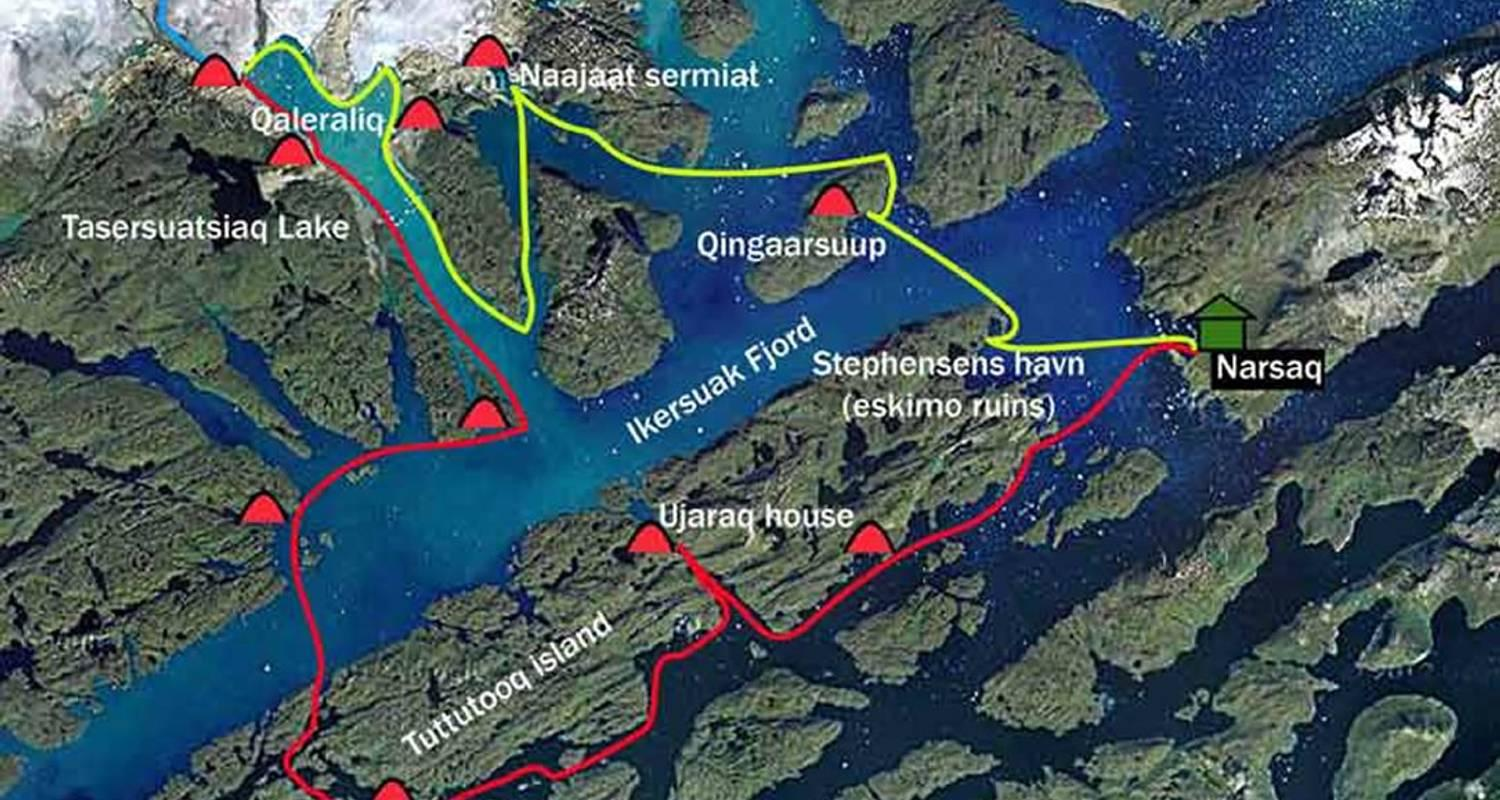 Naajaat sermiat
Qaleraliq
Tasersuatsiaq Lake
Qingaarsuup
Ikersuak Fjord
Stephensens havn
(eskimo ruins)
Narsaq
Ujaraq house
Tuttutooq island